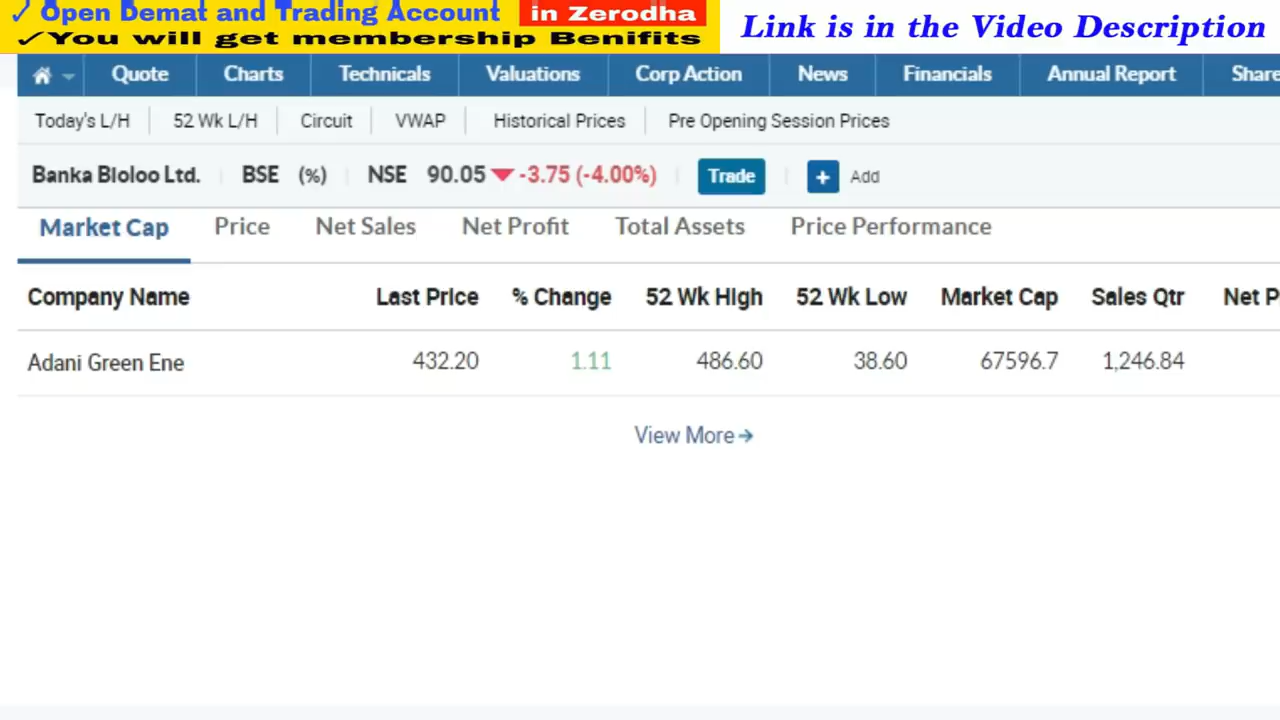 ✓ Open Demat and Trading Account in Zerodha
✓You will get membership Benifits
Link is in the Video Description
Quote Charts Technicals Valuations Corp Action News Financials Annual Report Share
Today's L/H 52 Wk L/H Circuit VWAP Historical Prices Pre Opening Session Prices
Banka Bioloo Ltd. BSE (%) NSE 90.05 ▼ -3.75 (-4.00%) Trade + Add
Market Cap Price Net Sales Net Profit Total Assets Price Performance
Company Name Last Price % Change 52 Wk High 52 Wk Low Market Cap Sales Qtr Net P
Adani Green Ene 432.20 1.11 486.60 38.60 67596.7 1,246.84
View More→